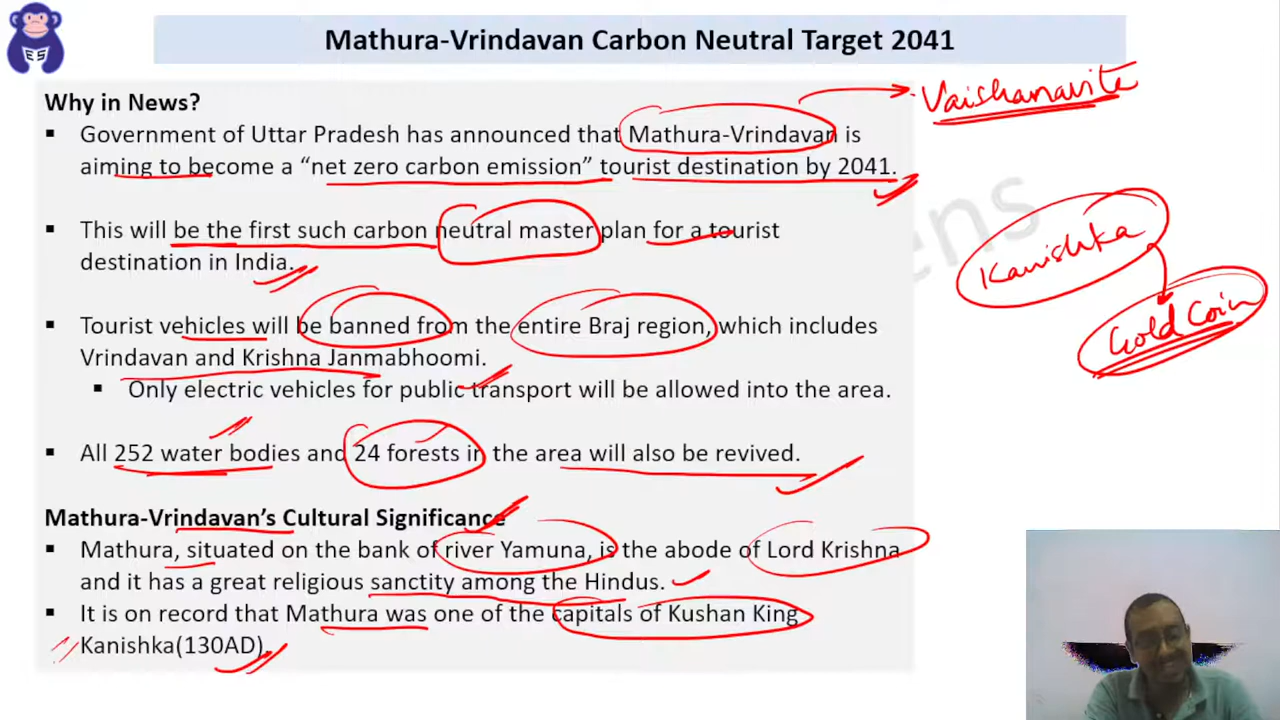 Mathura-Vrindavan Carbon Neutral Target 2041
Why in News?
▪ Government of Uttar Pradesh has announced that Mathura-Vrindavan is
aiming to become a “net zero carbon emission” tourist destination by 2041.
▪ This will be the first such carbon neutral master plan for a tourist
destination in India.
▪ Tourist vehicles will be banned from the entire Braj region, which includes
Vrindavan and Krishna Janmabhoomi.
▪ Only electric vehicles for public transport will be allowed into the area.
▪ All 252 water bodies and 24 forests in the area will also be revived.
Mathura-Vrindavan’s Cultural Significance
▪ Mathura, situated on the bank of river Yamuna, is the abode of Lord Krishna
and it has a great religious sanctity among the Hindus.
▪ It is on record that Mathura was one of the capitals of Kushan King
Kanishka(130AD).
Vaishanavite
Kanishka
Gold Coin
ES